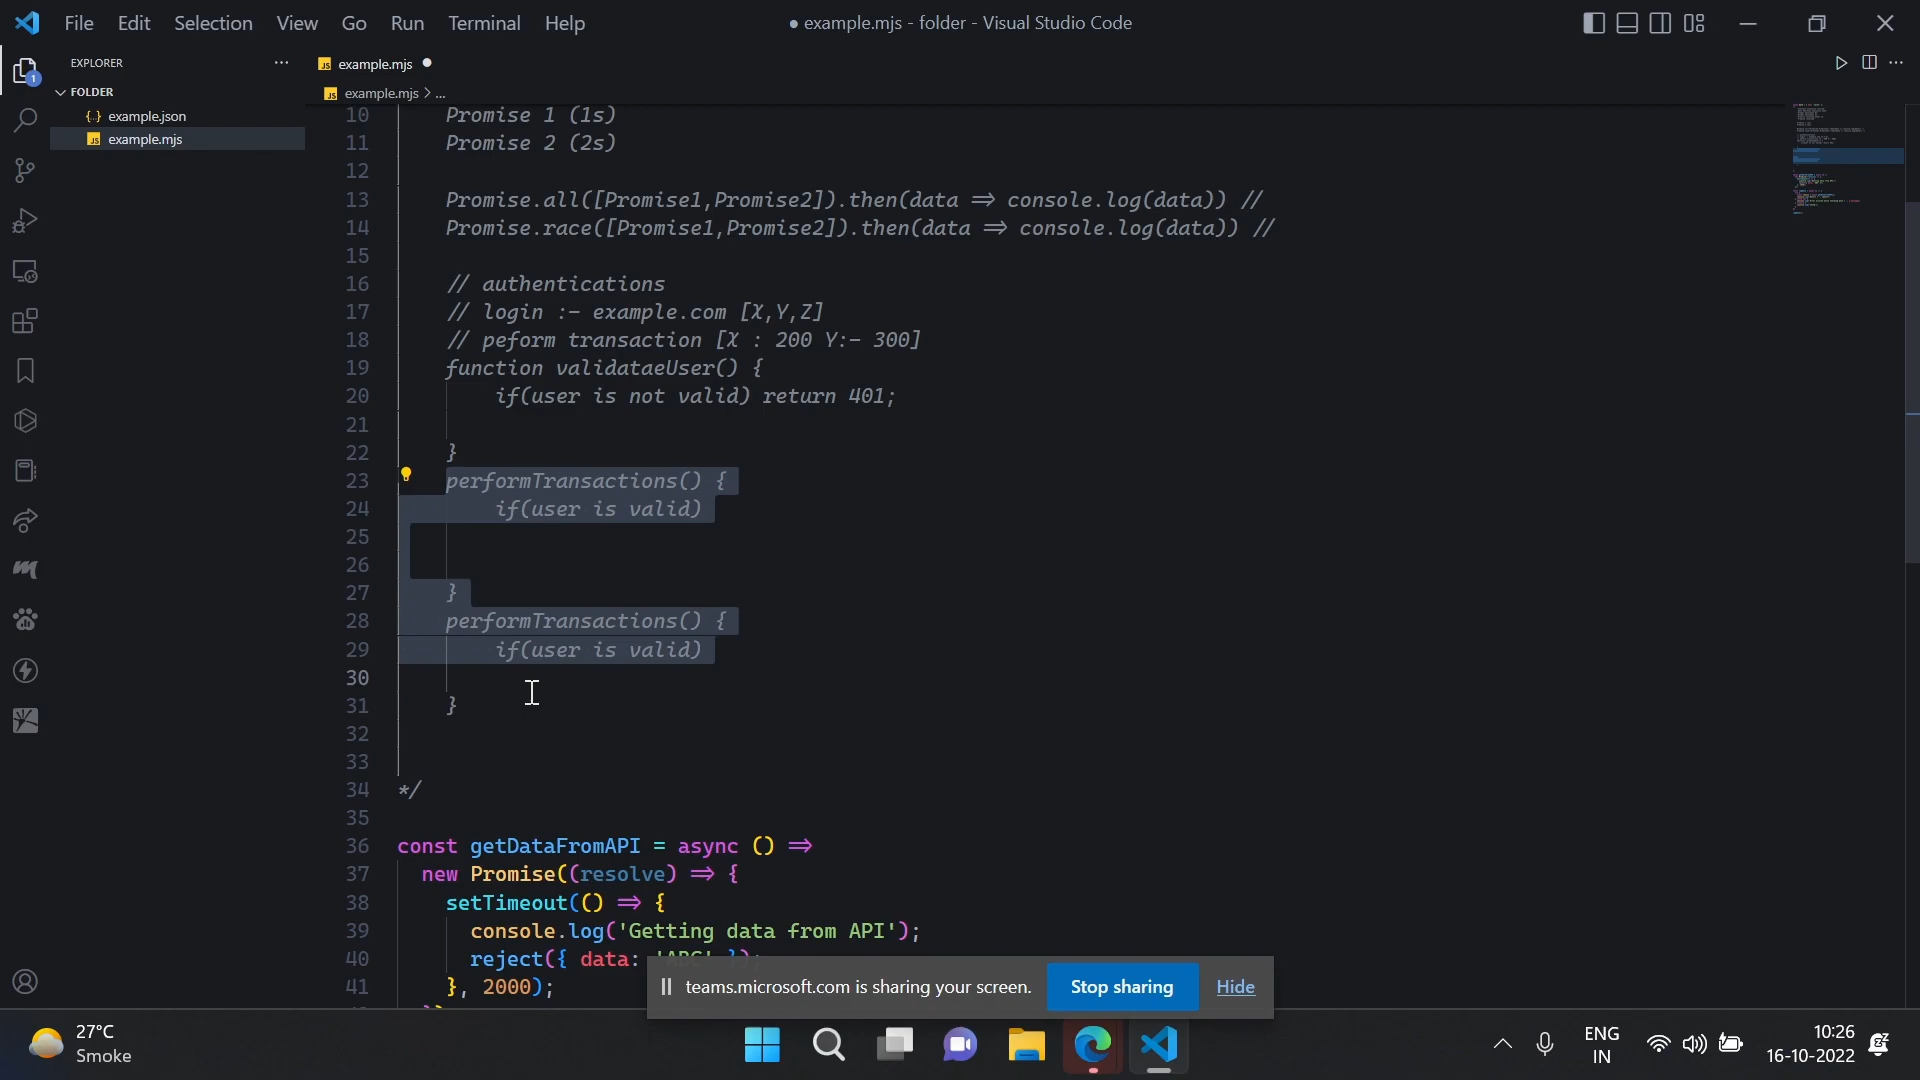 File Edit Selection View Go Run Terminal Help
● example.mjs - folder - Visual Studio Code
EXPLORER
FOLDER
example.json
example.mjs
JS example.mjs
JS example.mjs > ...
10 Promise 1 (1s)
11 Promise 2 (2s)
12
13 Promise.all([Promise1,Promise2]).then(data => console.log(data)) //
14 Promise.race([Promise1,Promise2]).then(data => console.log(data)) //
15
16 // authentications
17 // login :- example.com [X,Y,Z]
18 // peform transaction [X : 200 Y:- 300]
19 function validataeUser() {
20 if(user is not valid) return 401;
21
22 }
23 performTransactions() {
24 if(user is valid)
25
26
27 }
28 performTransactions() {
29 if(user is valid)
30
31 }
32
33
34 */
35
36 const getDataFromAPI = async () =>
37 new Promise((resolve) => {
38 setTimeout(() => {
39 console.log('Getting data from API');
40 reject({ data:
41 }, 2000);
teams.microsoft.com is sharing your screen. Stop sharing Hide
27°C
Smoke
ENG
IN
10:26
16-10-2022